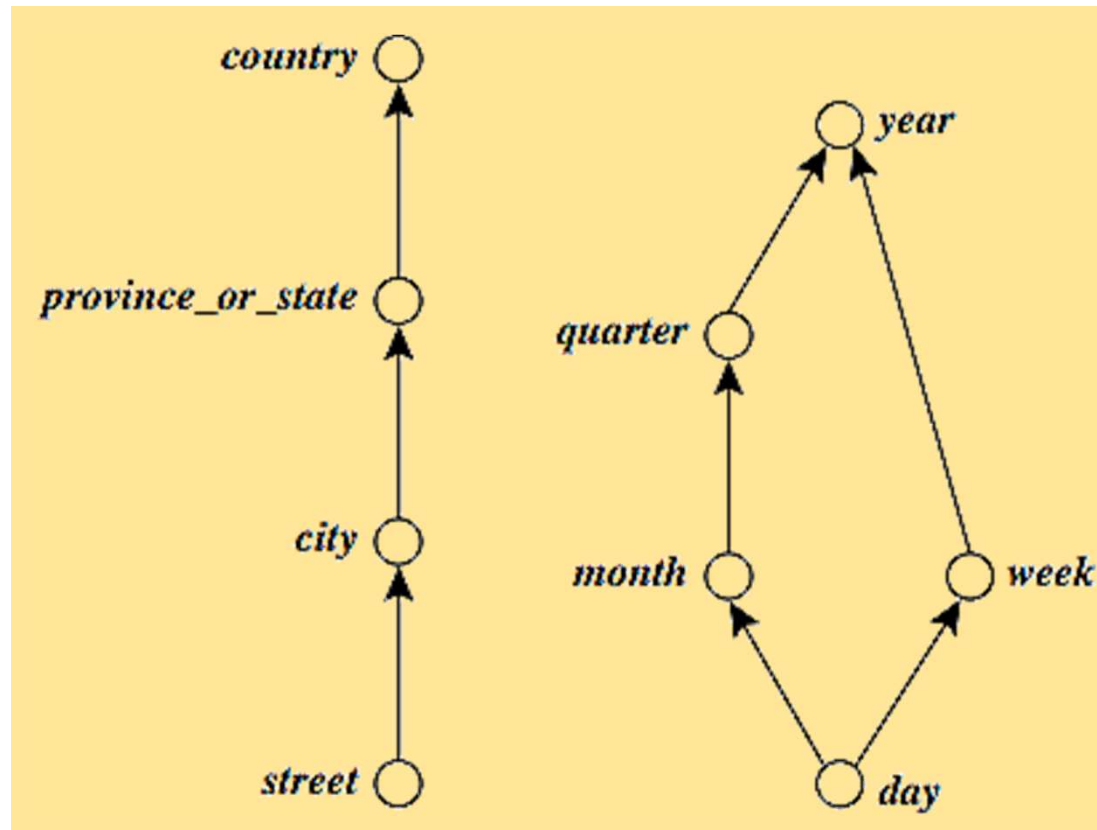 country
year
province_or_state
quarter
city
month
week
street
day